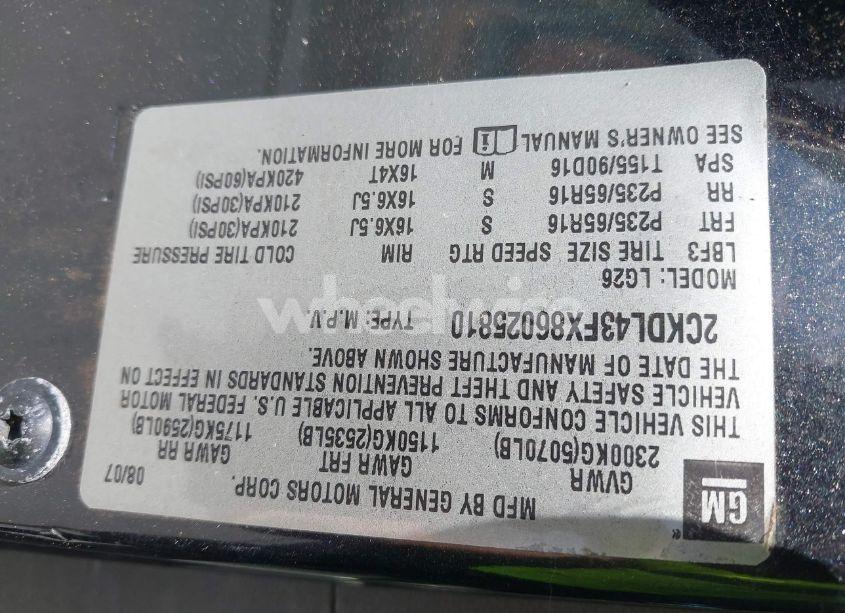 GM
MFD BY GENERAL MOTORS CORP. 08/07
GVWR GAWR FRT GAWR RR
2300KG(5070LB) 1150KG(2535LB) 1175KG(2590LB)
THIS VEHICLE CONFORMS TO ALL APPLICABLE U.S. FEDERAL MOTOR
VEHICLE SAFETY AND THEFT PREVENTION STANDARDS IN EFFECT ON
THE DATE OF MANUFACTURE SHOWN ABOVE.
2CKDL43FX86025810 TYPE: M.P.V.
MODEL: LG26
LBF3 TIRE SIZE SPEED RTG RIM COLD TIRE PRESSURE
FRT P235/65R16 S 16X6.5J 210KPA(30PSI)
RR P235/65R16 S 16X6.5J 210KPA(30PSI)
SPA T155/90D16 M 16X4T 420KPA(60PSI)
SEE OWNER'S MANUAL i FOR MORE INFORMATION.